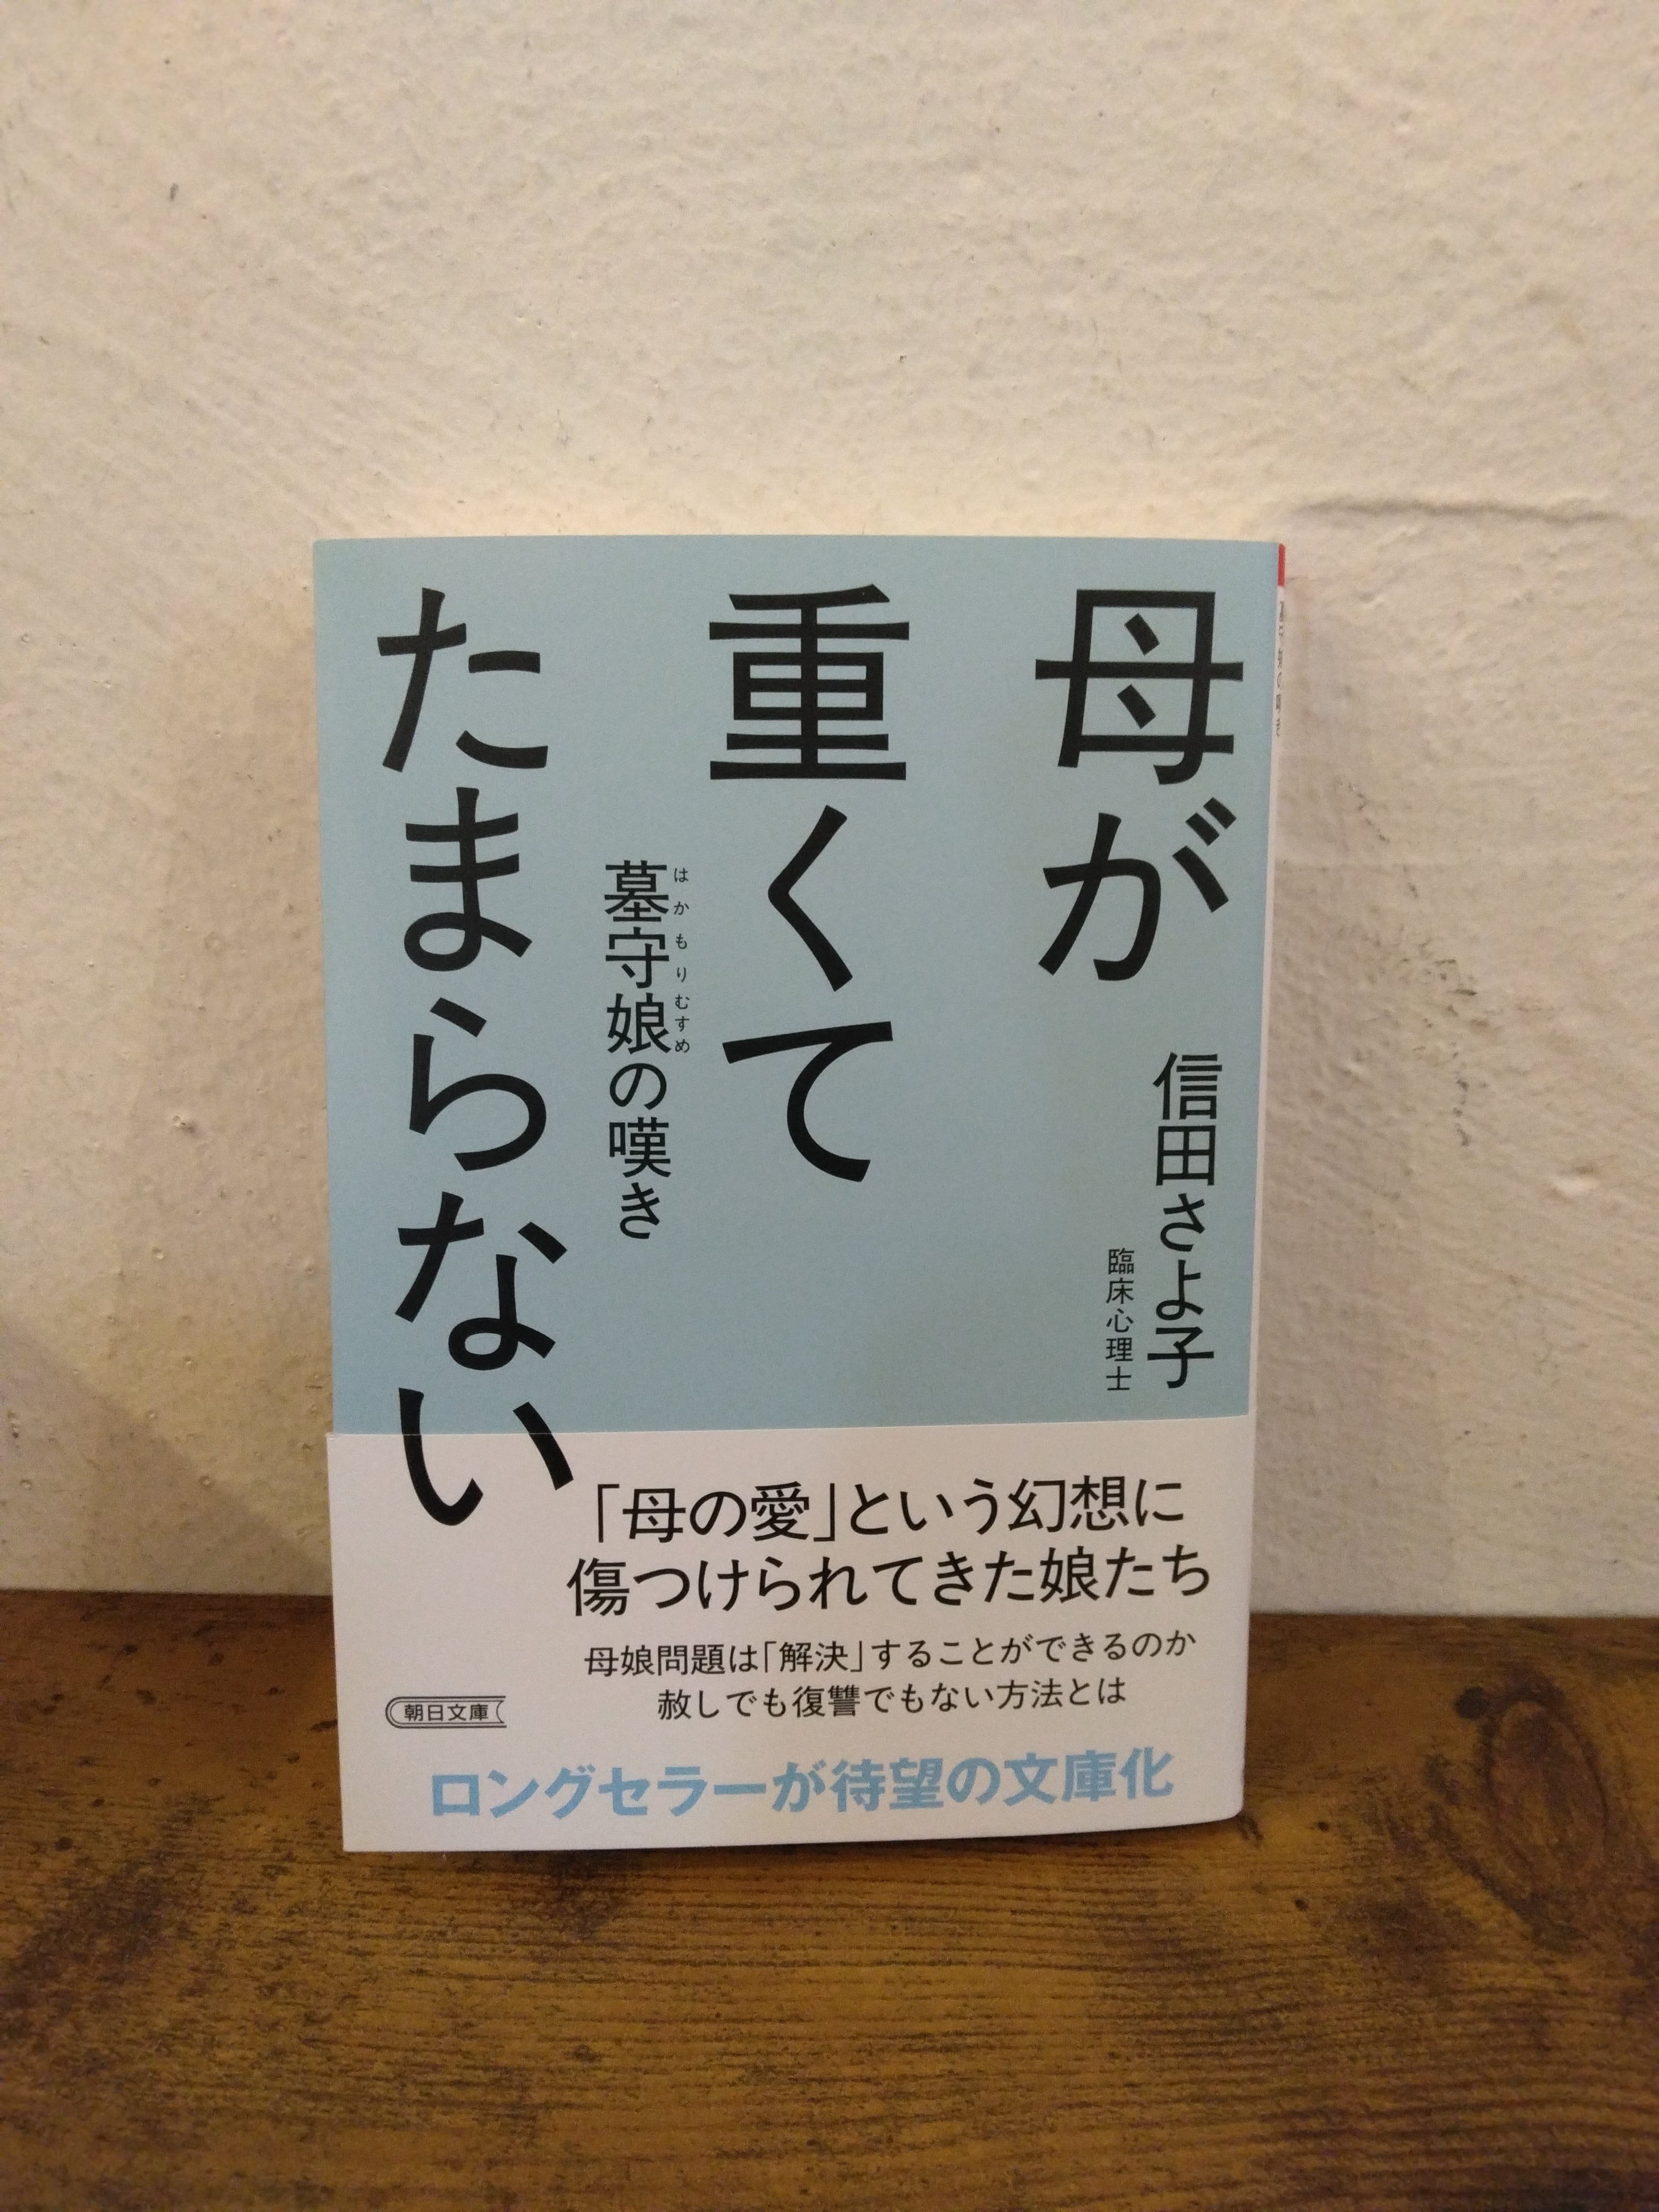 母が
重くて
たまらない
墓守娘の嘆き
はかもりむすめ
信田さよ子
臨床心理士
「母の愛」という幻想に
傷つけられてきた娘たち
母娘問題は「解決」することができるのか
赦しでも復讐でもない方法とは
朝日文庫
ロングセラーが待望の文庫化